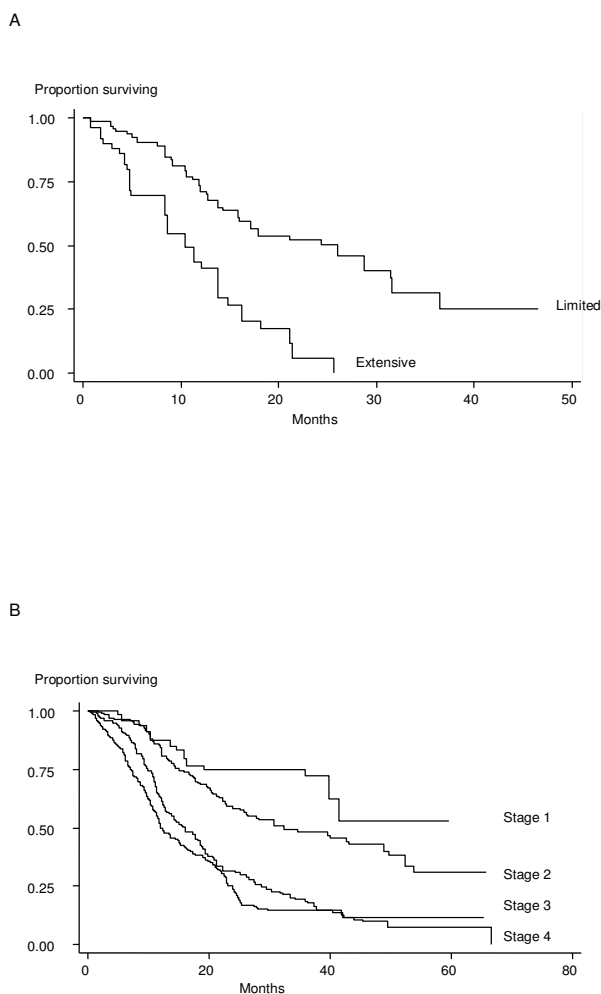 A
Proportion surviving
1.00
0.75
0.50
0.25
0.00
Limited
Extensive
0 10 20 30 40 50
Months
B
Proportion surviving
1.00
0.75
0.50
0.25
0.00
Stage 1
Stage 2
Stage 3
Stage 4
0 20 40 60 80
Months